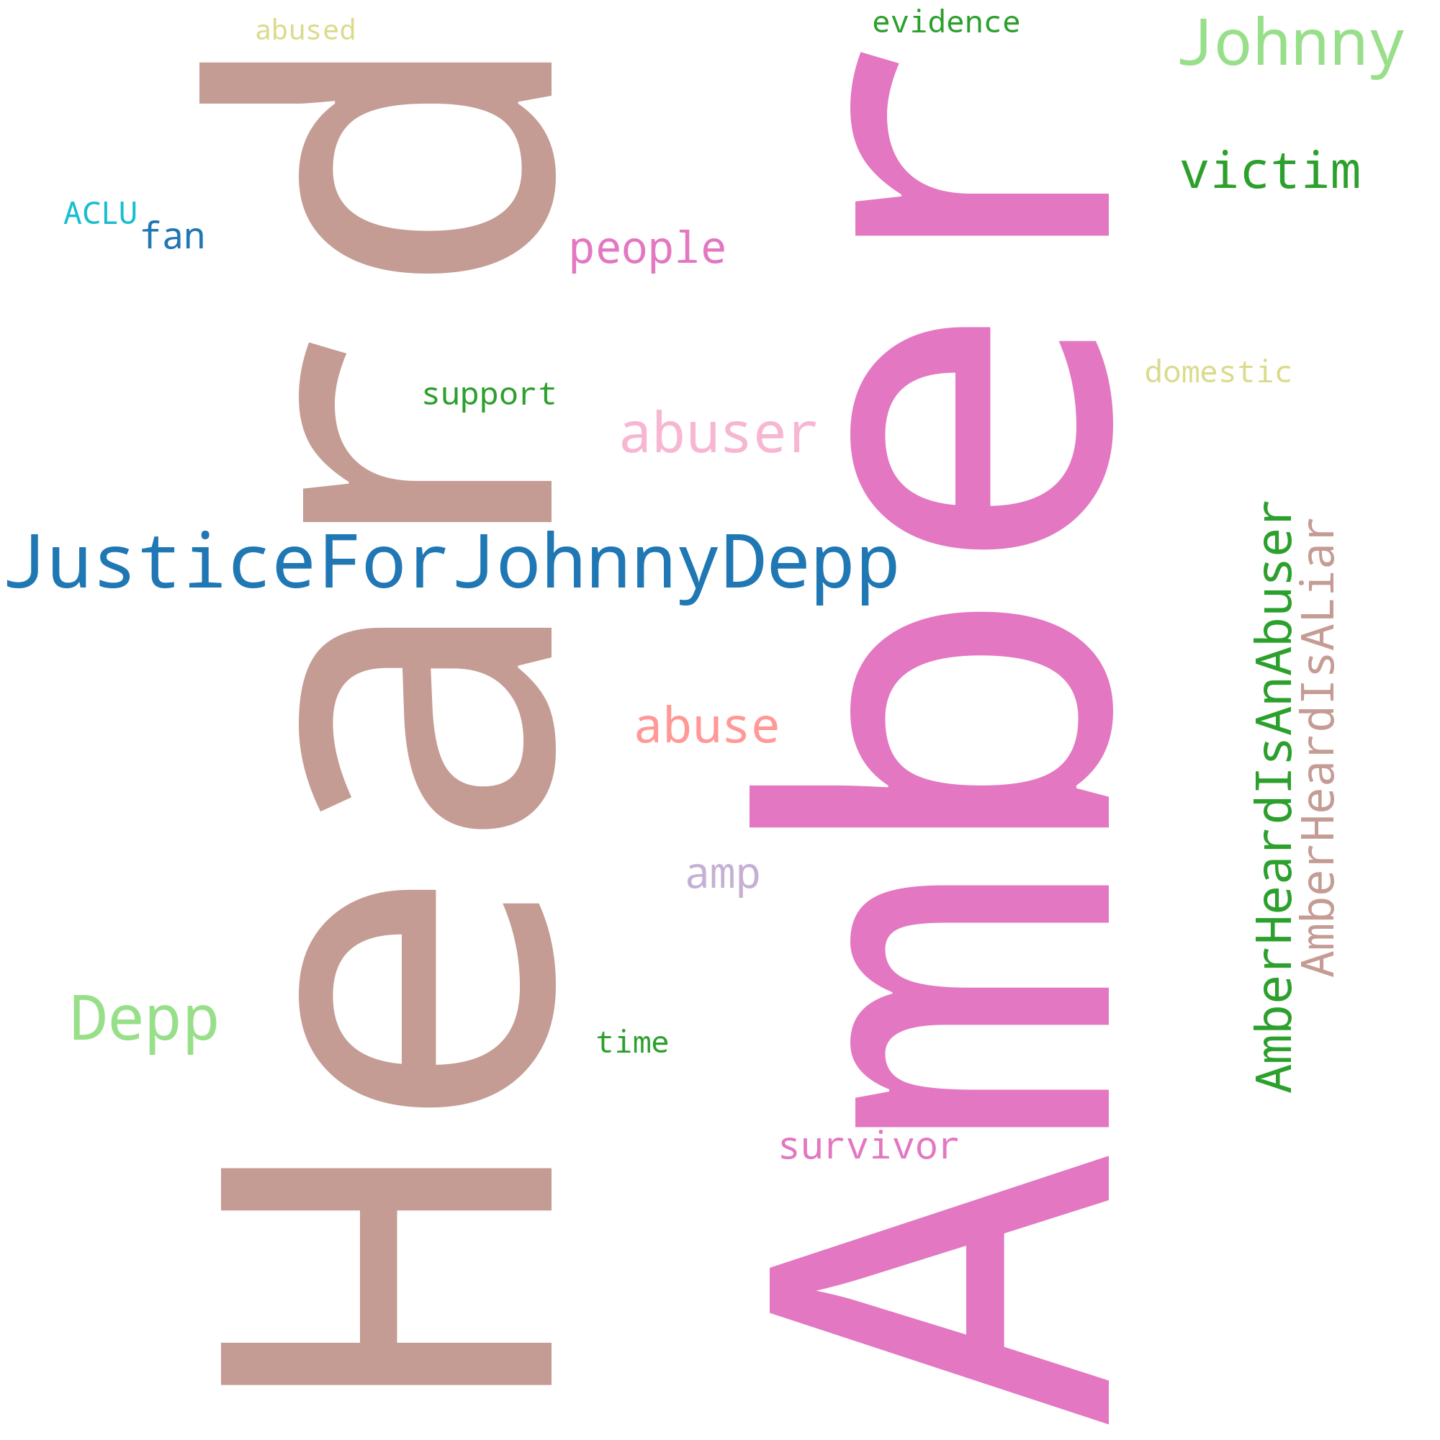 abused
evidence
Johnny
victim
ACLU
fan
people
domestic
support
abuser
JusticeForJohnnyDepp
Heard
Amber
AmberHeardIsAnAbuser
AmberHeardIsALiar
abuse
amp
Depp
time
survivor